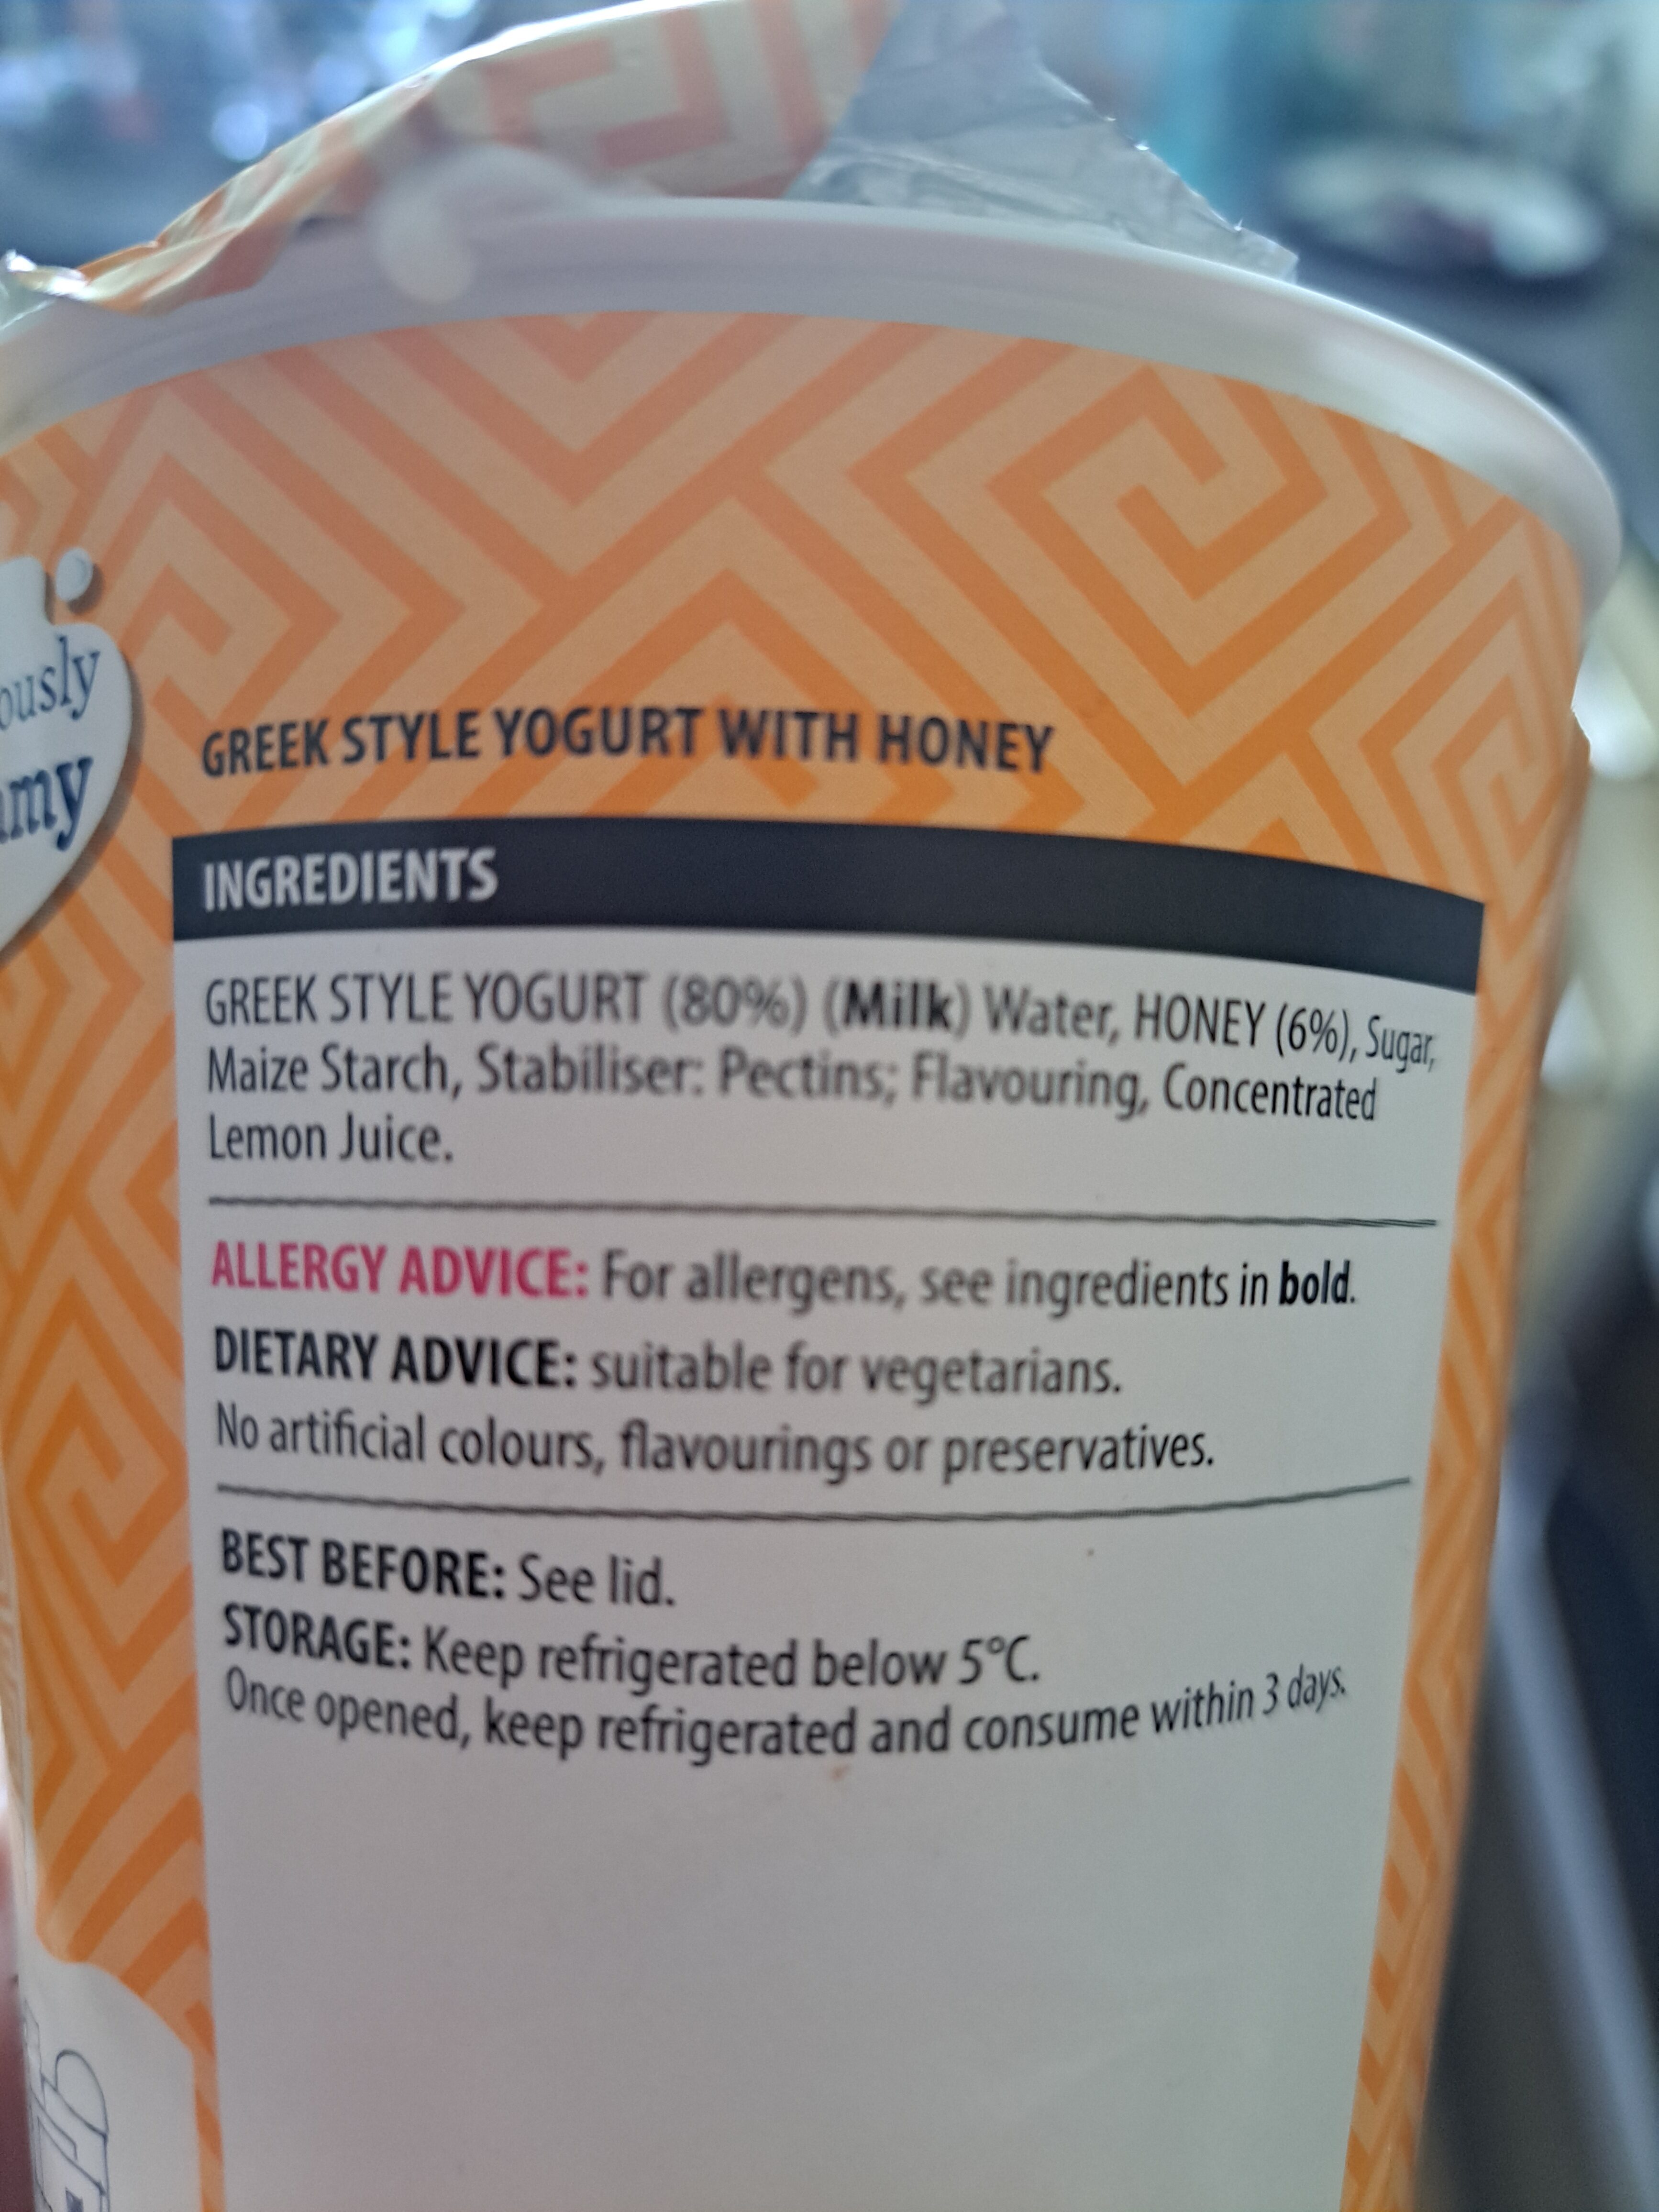 GREEK STYLE YOGURT WITH HONEY
INGREDIENTS
GREEK STYLE YOGURT (80%) (Milk) Water, HONEY (6%), Sugar,
Maize Starch, Stabiliser: Pectins; Flavouring, Concentrated
Lemon Juice.
ALLERGY ADVICE: For allergens, see ingredients in bold.
DIETARY ADVICE: suitable for vegetarians.
No artificial colours, flavourings or preservatives.
BEST BEFORE: See lid.
STORAGE: Keep refrigerated below 5°C.
Once opened, keep refrigerated and consume within 3 days.